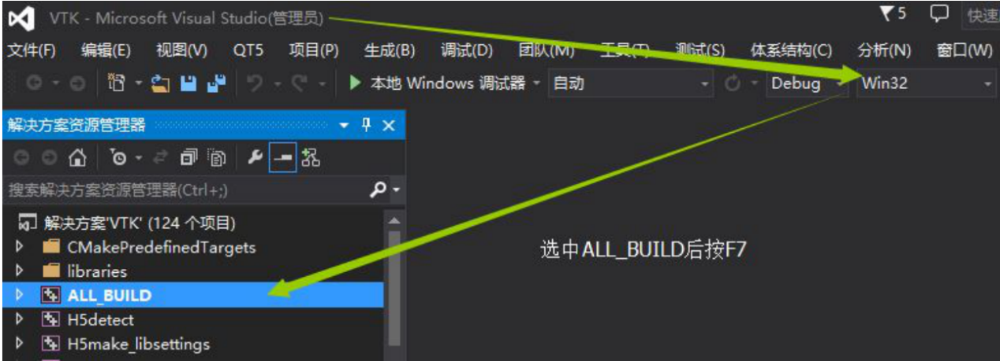 VTK - Microsoft Visual Studio(管理员)
5
快速
文件(F) 编辑(E) 视图(V) QT5 项目(P) 生成(B) 调试(D) 团队(M) 工具(T) 测试(S) 体系结构(C) 分析(N) 窗口(W)
本地 Windows 调试器 自动 Debug Win32
解决方案资源管理器
搜索解决方案资源管理器(Ctrl+;)
解决方案'VTK' (124 个项目)
CMakePredefinedTargets
libraries
选中ALL_BUILD后按F7
ALL_BUILD
H5detect
H5make_libsettings